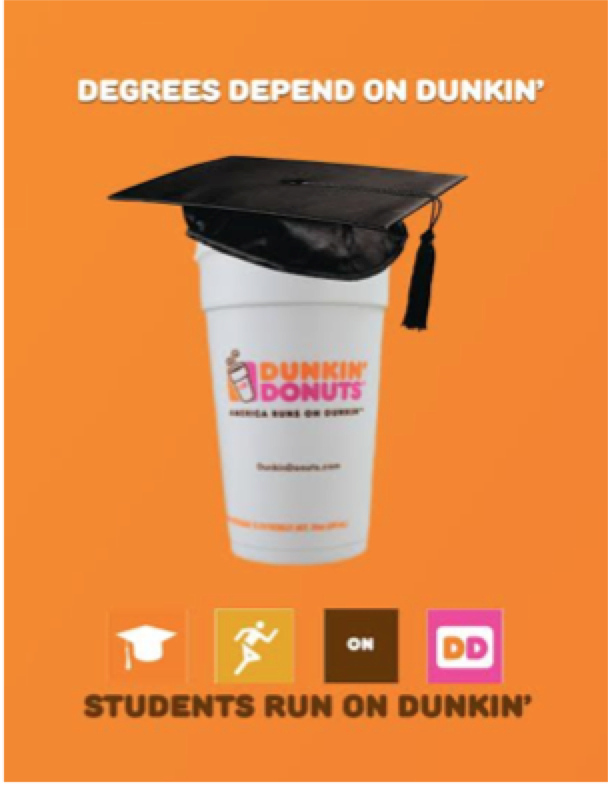 DEGREES DEPEND ON DUNKIN'
DUNKIN'
DONUTS
AMERICA RUNS ON DUNKIN'
DunkinDonuts.com
ON
DD
STUDENTS RUN ON DUNKIN'